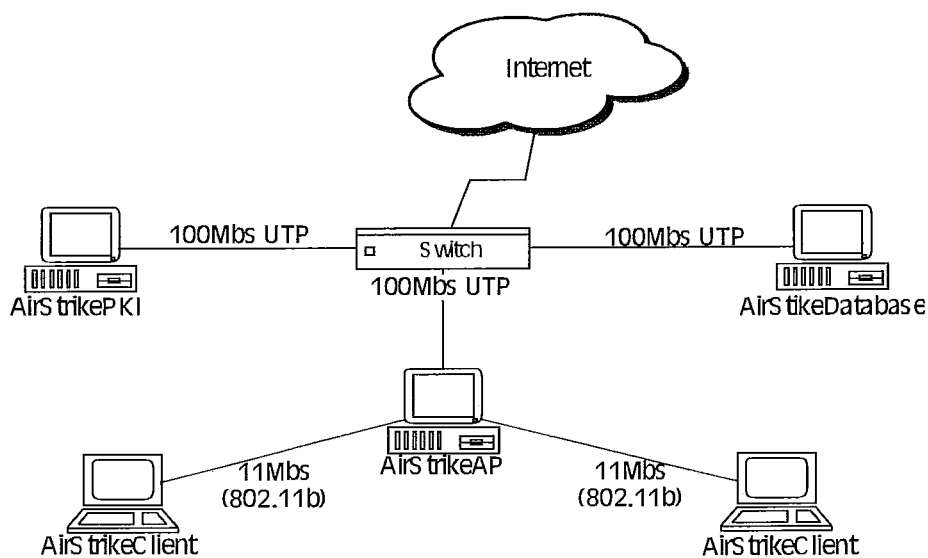 Internet
100Mbs UTP
Switch
100Mbs UTP
100Mbs UTP
AirStrikePKI
AirStikeDatabase
AirStrikeAP
11Mbs
(802.11b)
11Mbs
(802.11b)
AirStrikeClient
AirStrikeClient